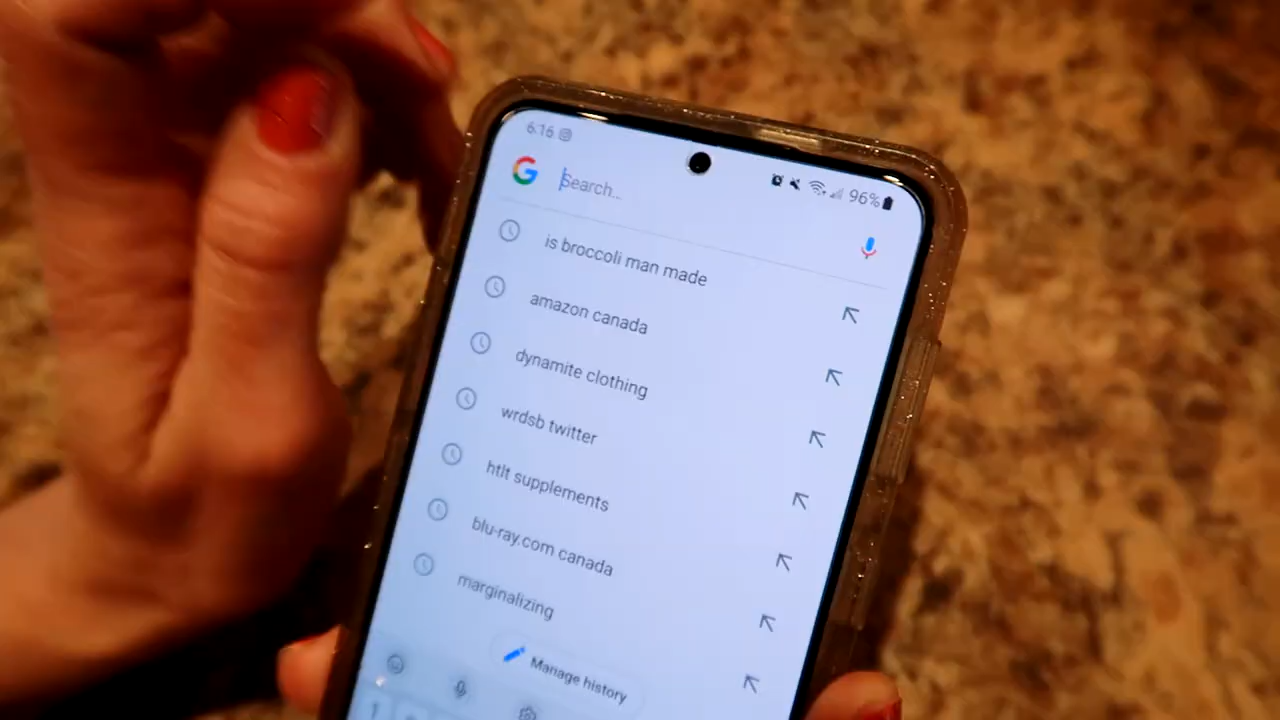 6:16
96%
Search...
is broccoli man made
amazon canada
dynamite clothing
wrdsb twitter
htlt supplements
blu-ray.com canada
marginalizing
Manage history
1